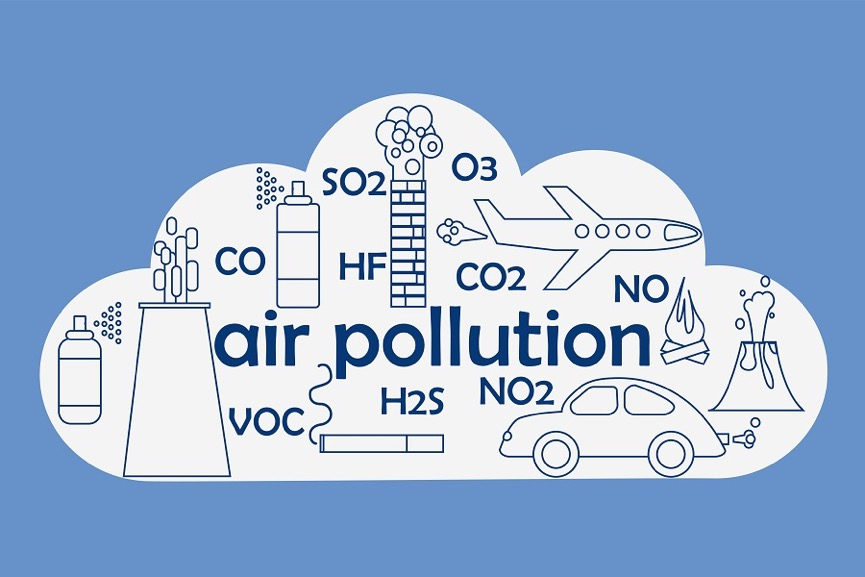 SO2
O3
CO
HF
CO2
NO
air pollution
VOC
H2S
NO2